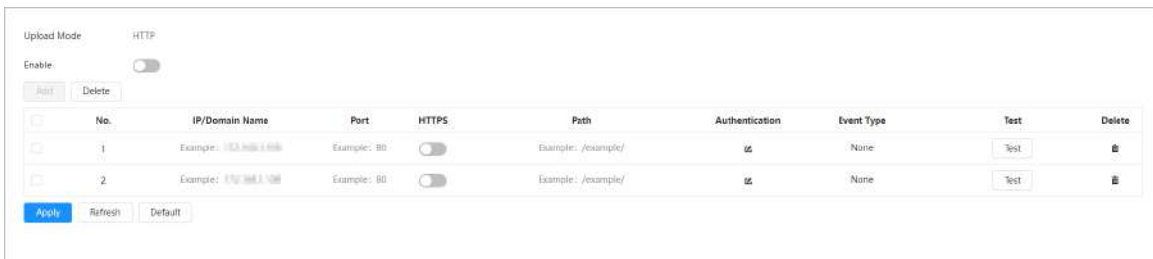 Upload Mode HTTP
Enable
Add Delete
No. IP/Domain Name Port HTTPS Path Authentication Event Type Test Delete
1 Example: Example: 80 Example: /example/ None Test
2 Example: Example: 80 Example: /example/ None Test
Apply Refresh Default